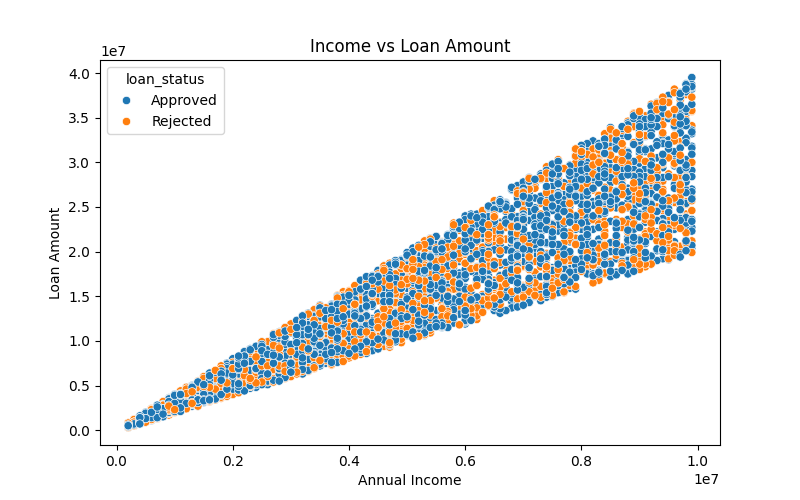 Income vs Loan Amount
1e7
loan_status
Approved
Rejected
4.0
3.5
3.0
2.5
2.0
1.5
1.0
0.5
0.0
Loan Amount
0.0 0.2 0.4 0.6 0.8 1.0
1e7
Annual Income